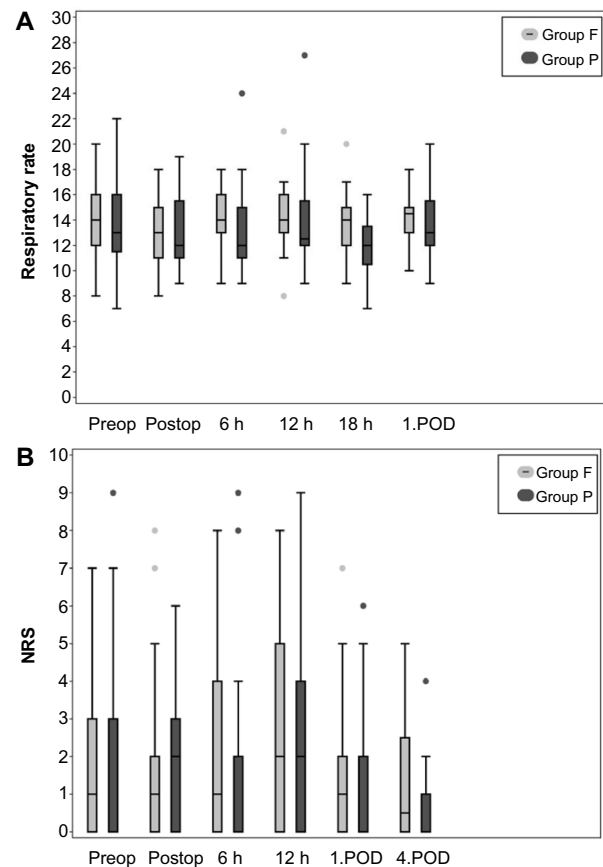 A
Respiratory rate
30
28
26
24
22
20
18
16
14
12
10
8
6
4
2
0
Group F
Group P
Preop Postop 6 h 12 h 18 h 1.POD
B
NRS
10
9
8
7
6
5
4
3
2
1
0
Group F
Group P
Preop Postop 6 h 12 h 1.POD 4.POD